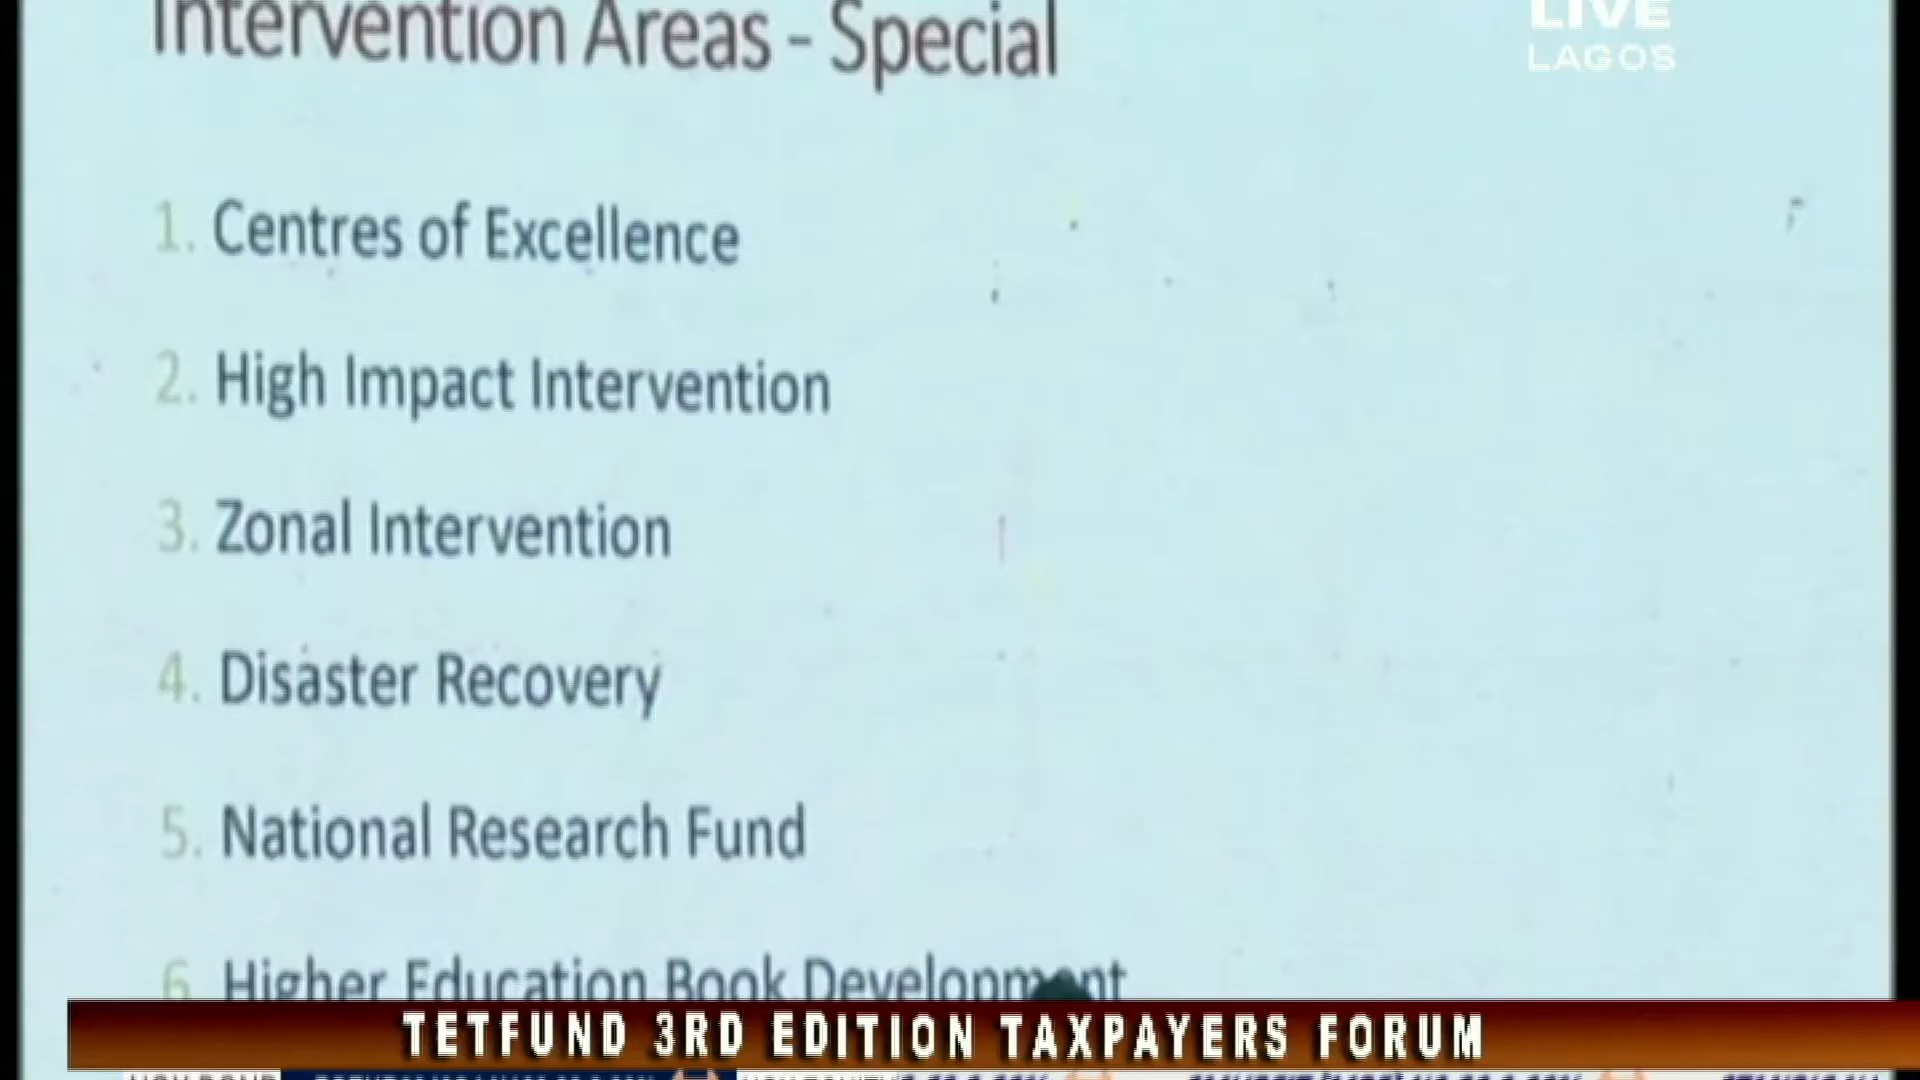 Intervention Areas - Special
LIVE
LAGOS
1. Centres of Excellence
2. High Impact Intervention
3. Zonal Intervention
4. Disaster Recovery
5. National Research Fund
6. Higher Education Book Development
TETFUND 3RD EDITION TAXPAYERS FORUM